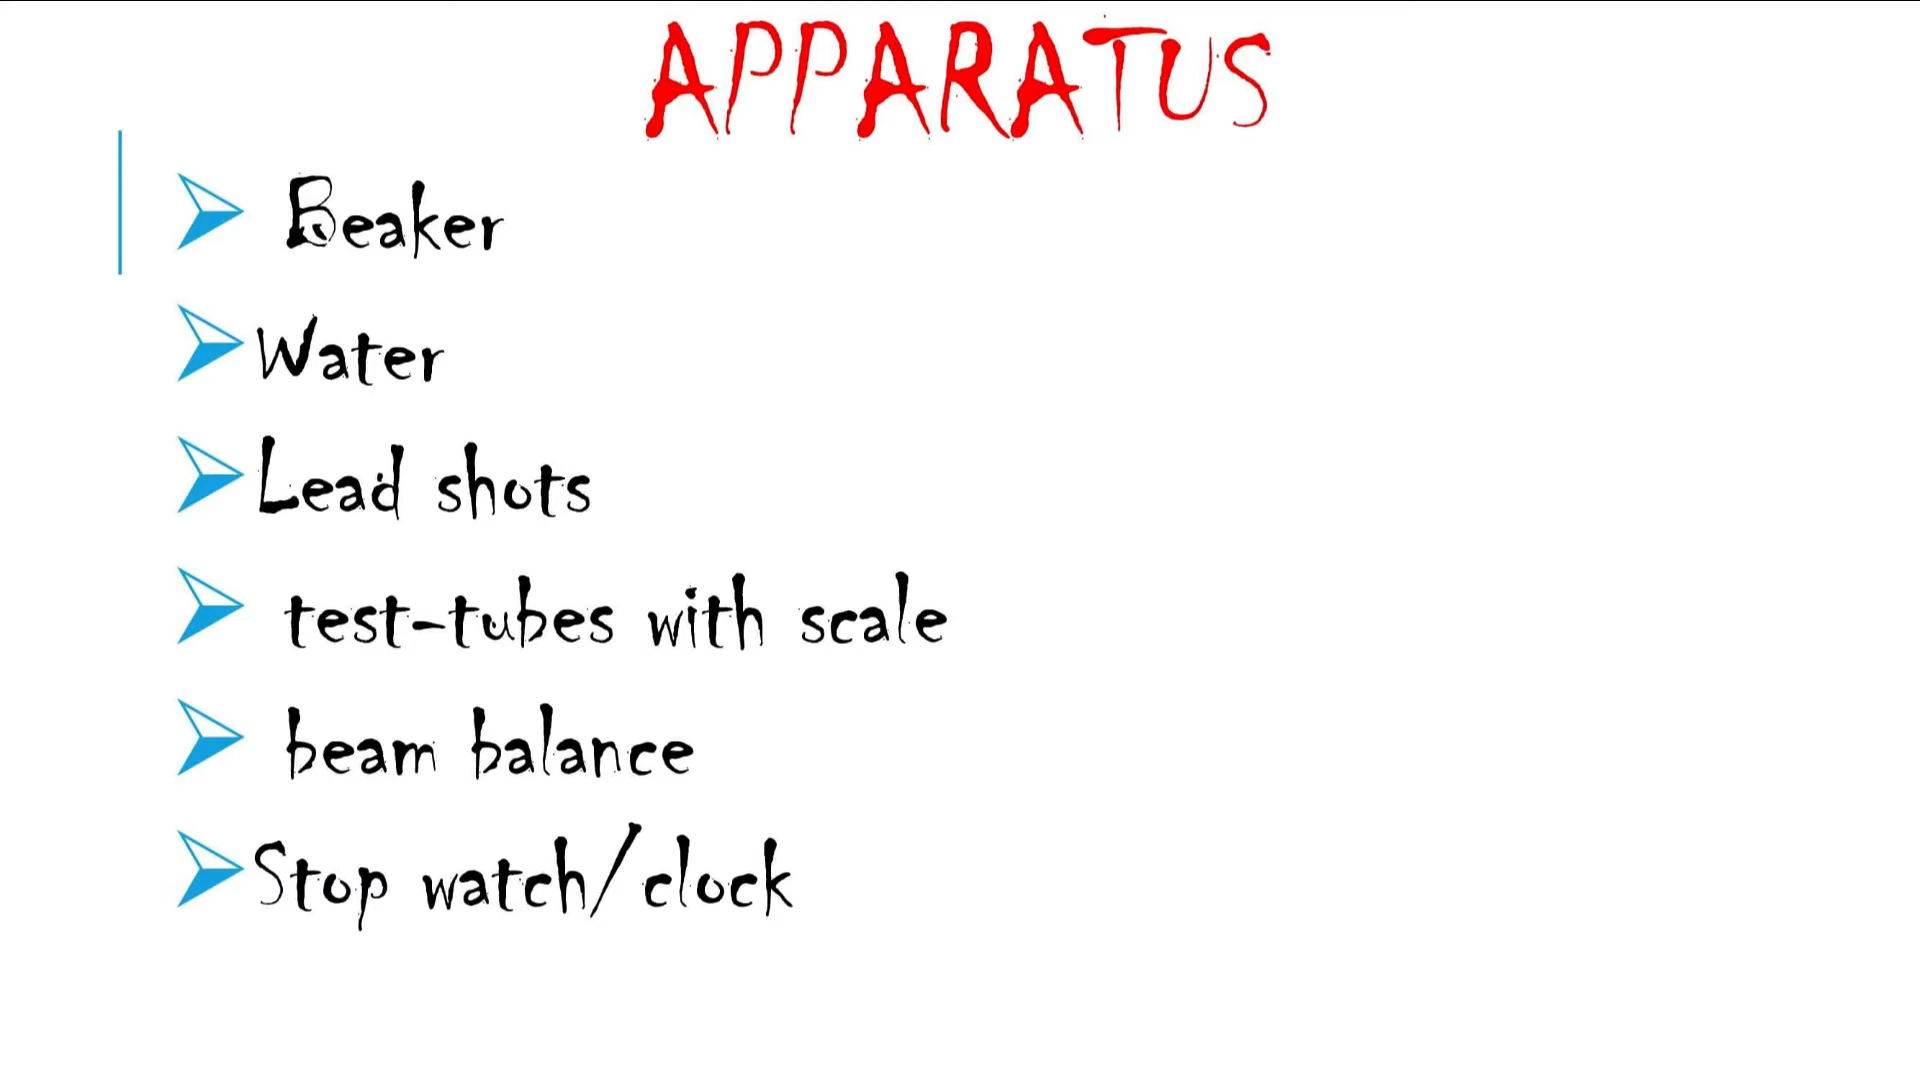 APPARATUS
Beaker
Water
Lead shots
test-tubes with scale
beam balance
Stop watch/clock